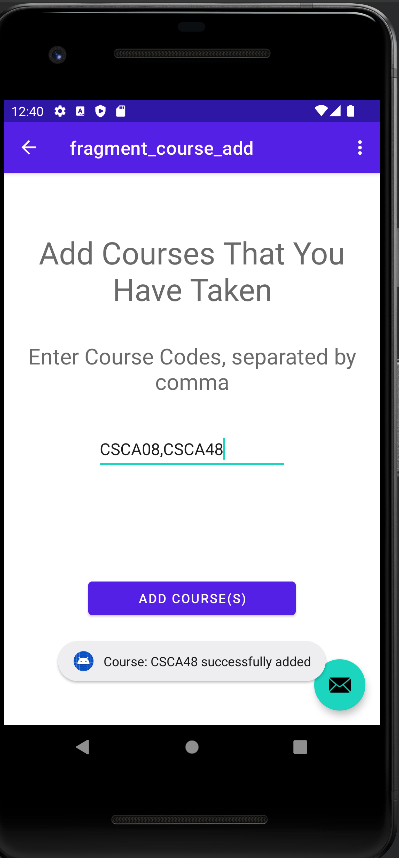 12:40
fragment_course_add
Add Courses That You
Have Taken
Enter Course Codes, separated by
comma
CSCA08,CSCA48
ADD COURSE(S)
Course: CSCA48 successfully added